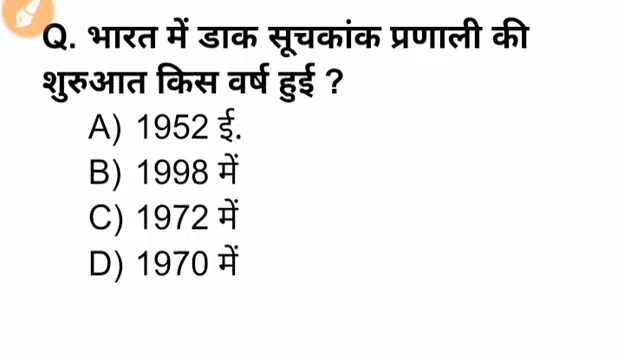 Q. भारत में डाक सूचकांक प्रणाली की
शुरुआत किस वर्ष हुई ?
A) 1952 ई.
B) 1998 में
C) 1972 में
D) 1970 में